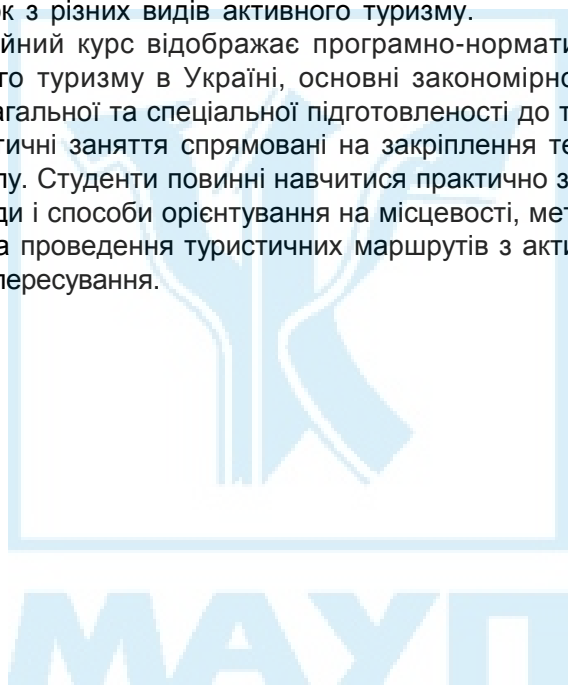 ок з різних видів активного туризму.
ійний курс відображає програмно-нормати
го туризму в Україні, основні закономірно
агальної та спеціальної підготовленості до т
тичні заняття спрямовані на закріплення те
лу. Студенти повинні навчитися практично з
ди і способи орієнтування на місцевості, мет
а проведення туристичних маршрутів з акти
пересування.
МАУП